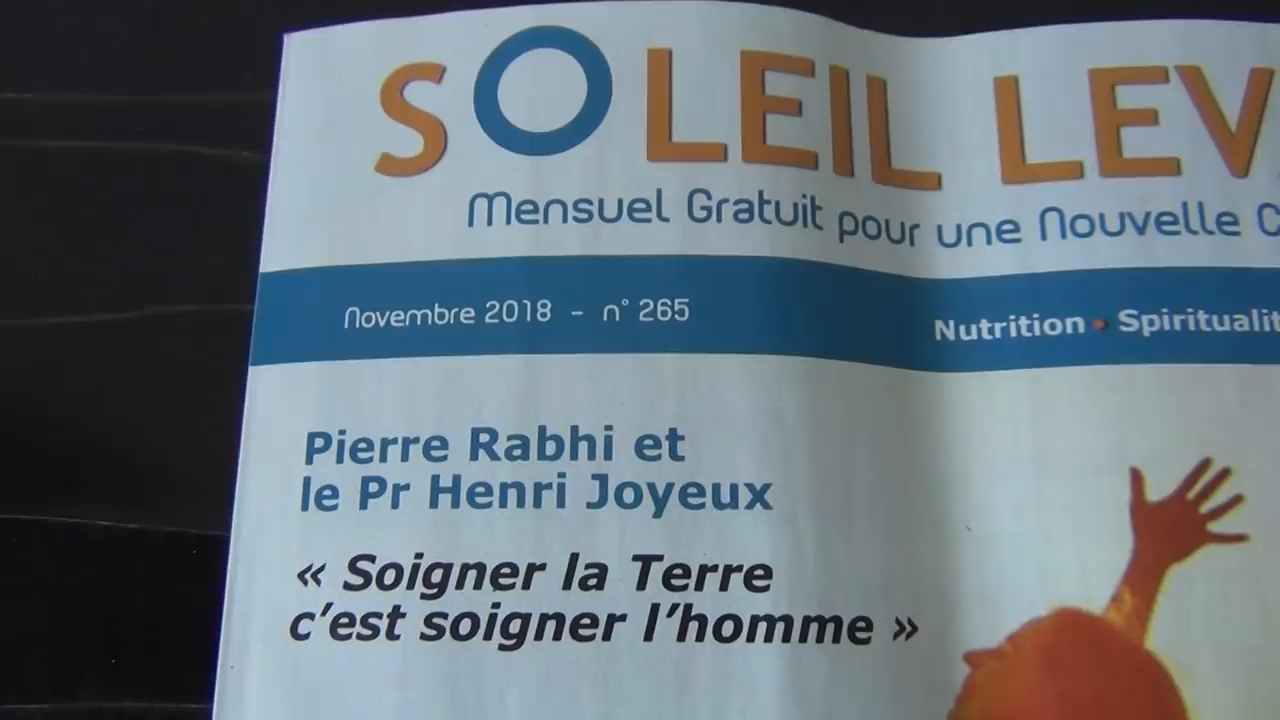 SOLEIL LEV
Mensuel Gratuit pour une Nouvelle C
Novembre 2018 - n° 265
Nutrition • Spiritualit
Pierre Rabhi et
le Pr Henri Joyeux
« Soigner la Terre
c'est soigner l'homme »